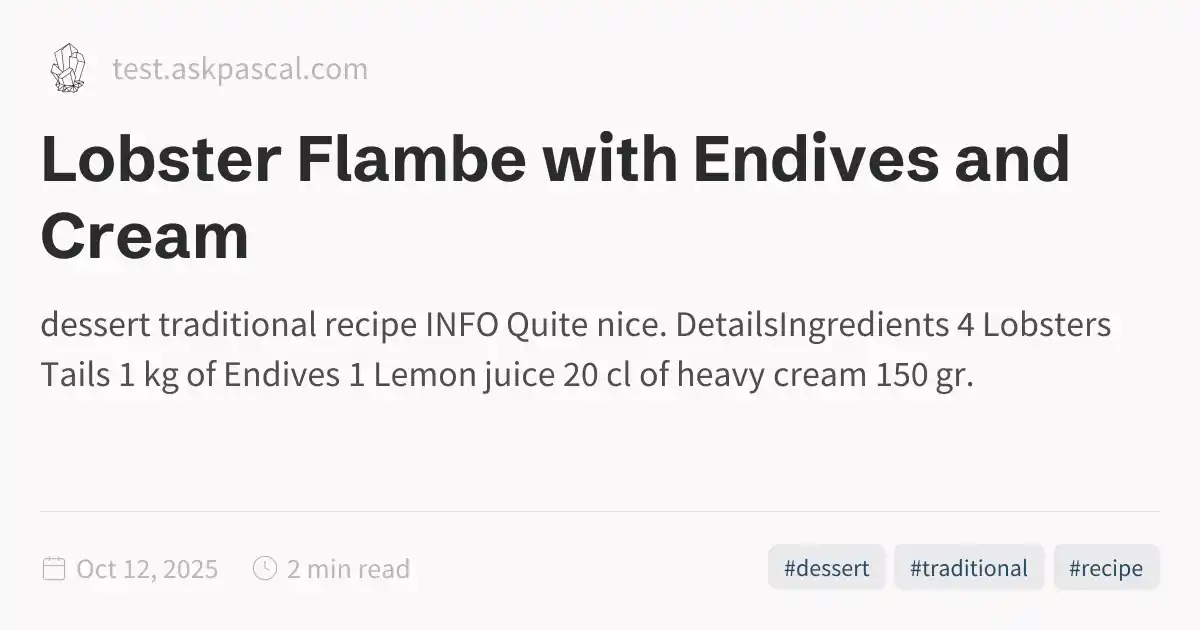 test.askpascal.com
Lobster Flambe with Endives and
Cream
dessert traditional recipe INFO Quite nice. DetailsIngredients 4 Lobsters
Tails 1 kg of Endives 1 Lemon juice 20 cl of heavy cream 150 gr.
Oct 12, 2025 2 min read #dessert #traditional #recipe